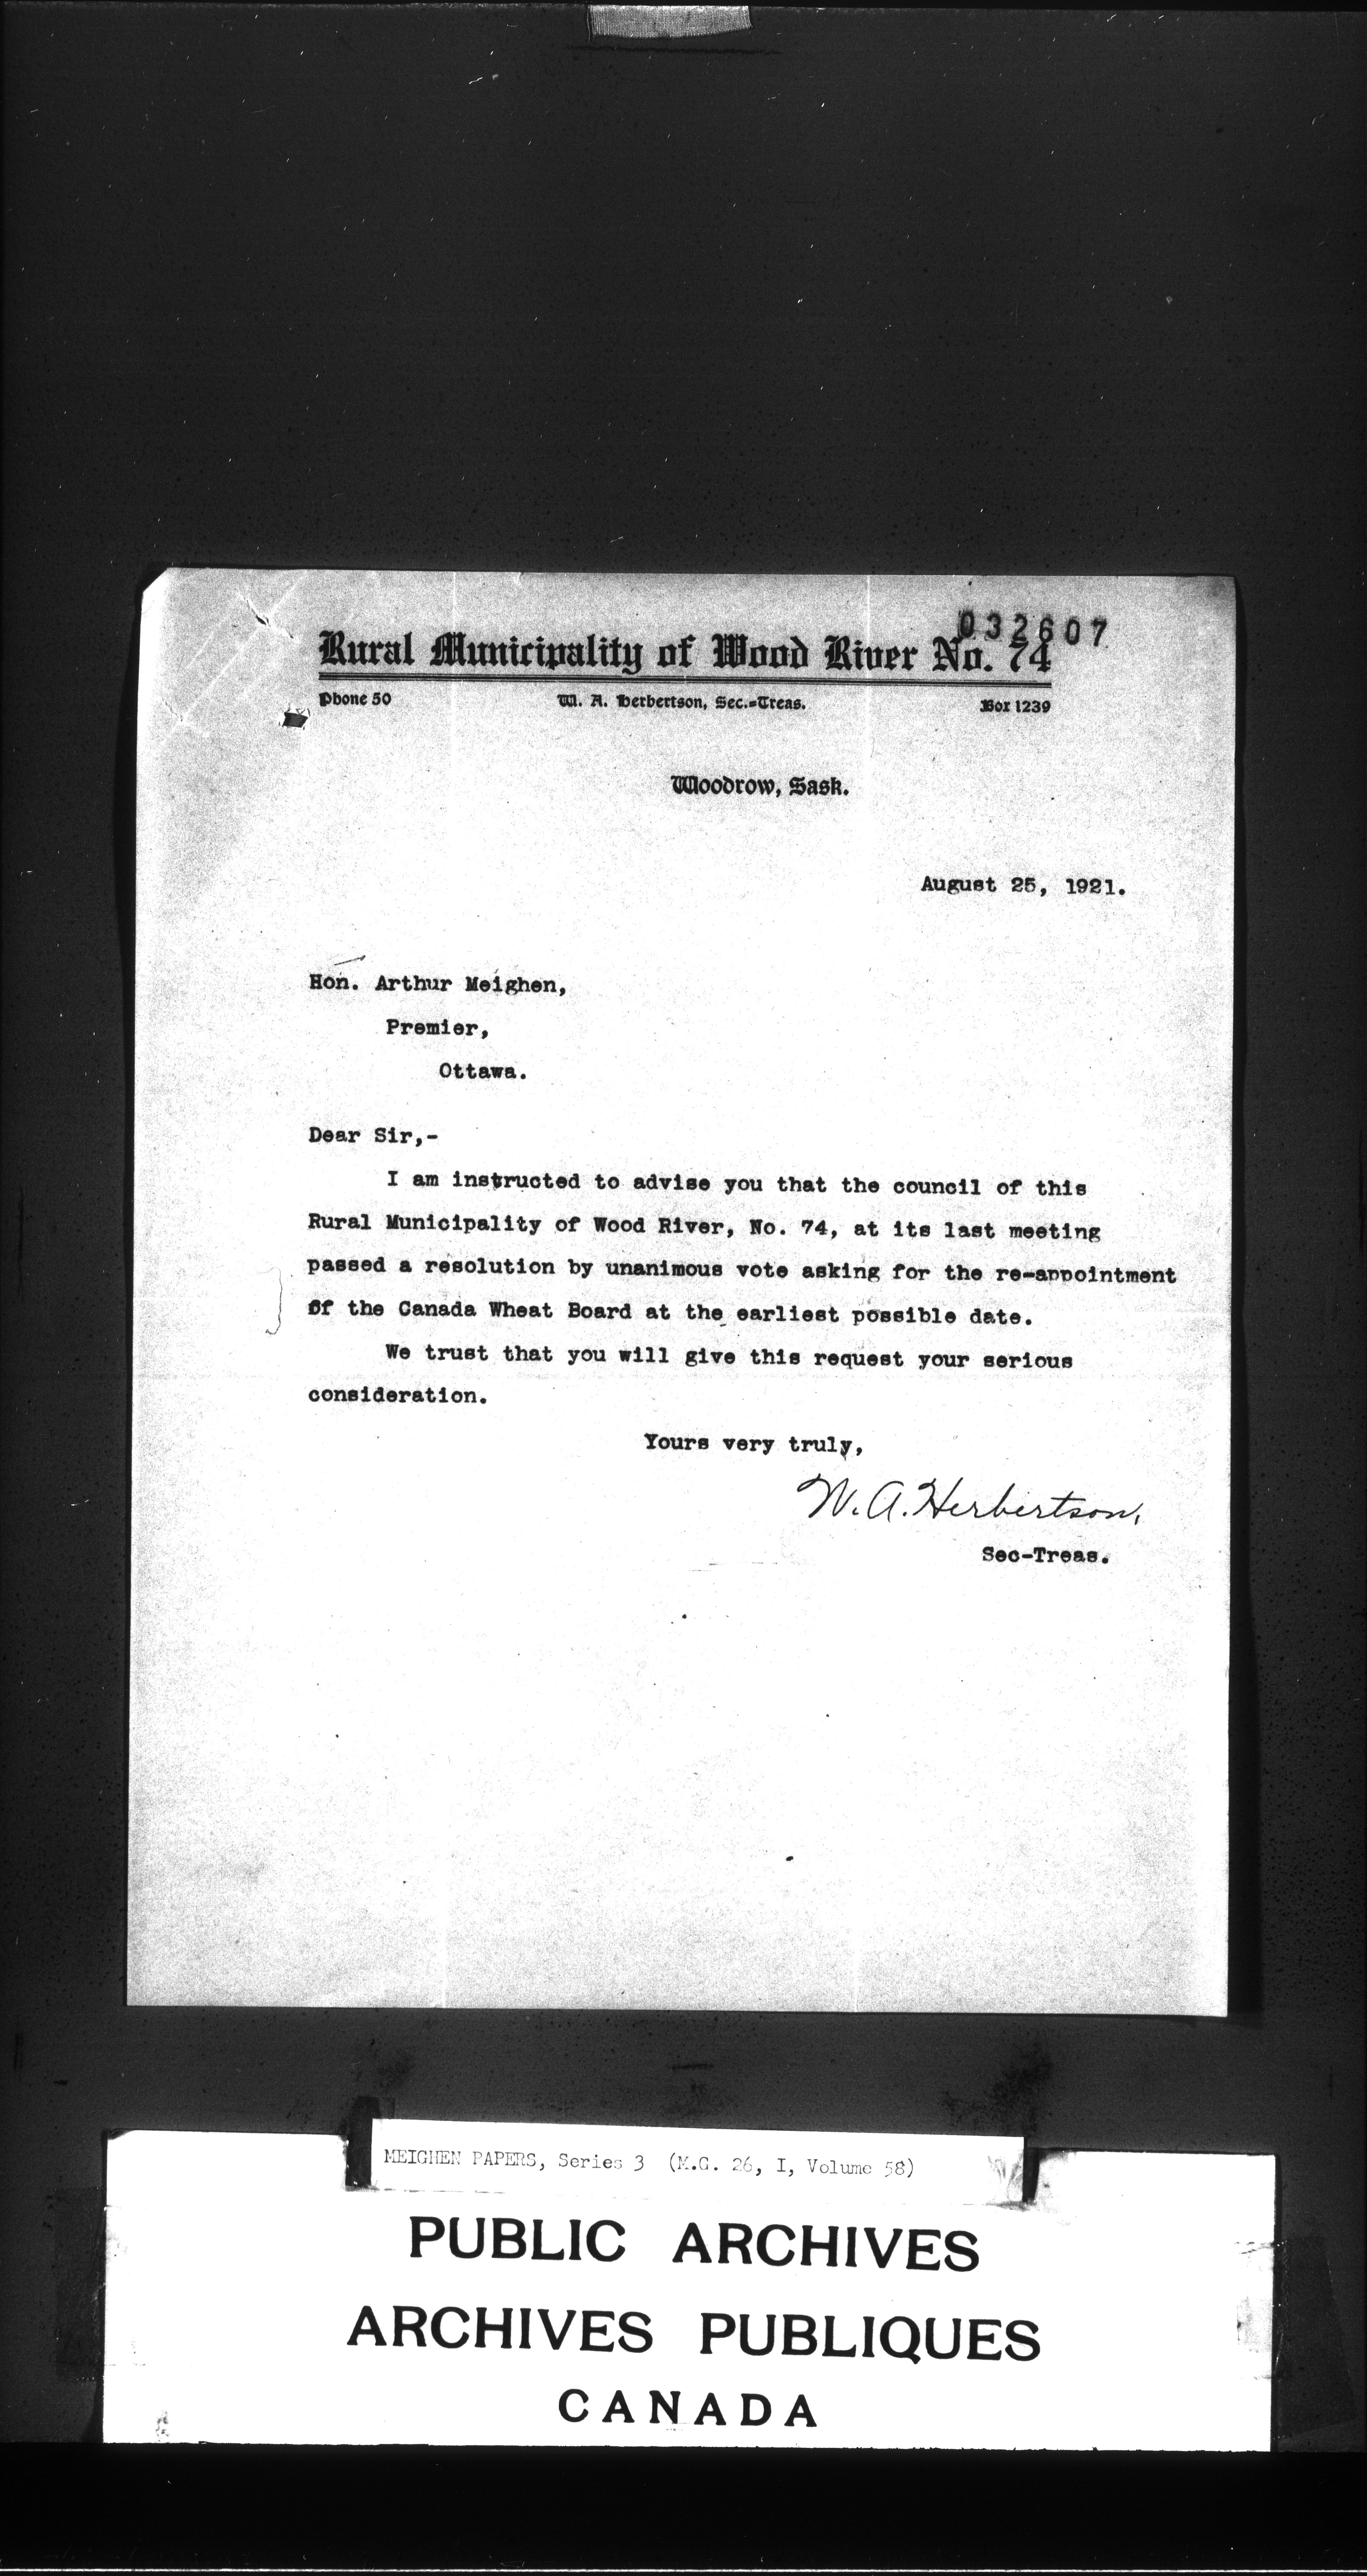 032607
Rural Municipality of Wood River No. 74
Phone 50 W. A. Herbertson, Sec.-Treas. Box 1239
Woodrow, Sask.
August 25, 1921.
Hon. Arthur Meighen,
Premier,
Ottawa.
Dear Sir,-
I am instructed to advise you that the council of this
Rural Municipality of Wood River, No. 74, at its last meeting
passed a resolution by unanimous vote asking for the re-appointment
of the Canada Wheat Board at the earliest possible date.
We trust that you will give this request your serious
consideration.
Yours very truly,
W. A. Herbertson,
Sec-Treas.
MEIGHEN PAPERS, Series 3 (M.G. 26, I, Volume 58)
PUBLIC ARCHIVES
ARCHIVES PUBLIQUES
CANADA